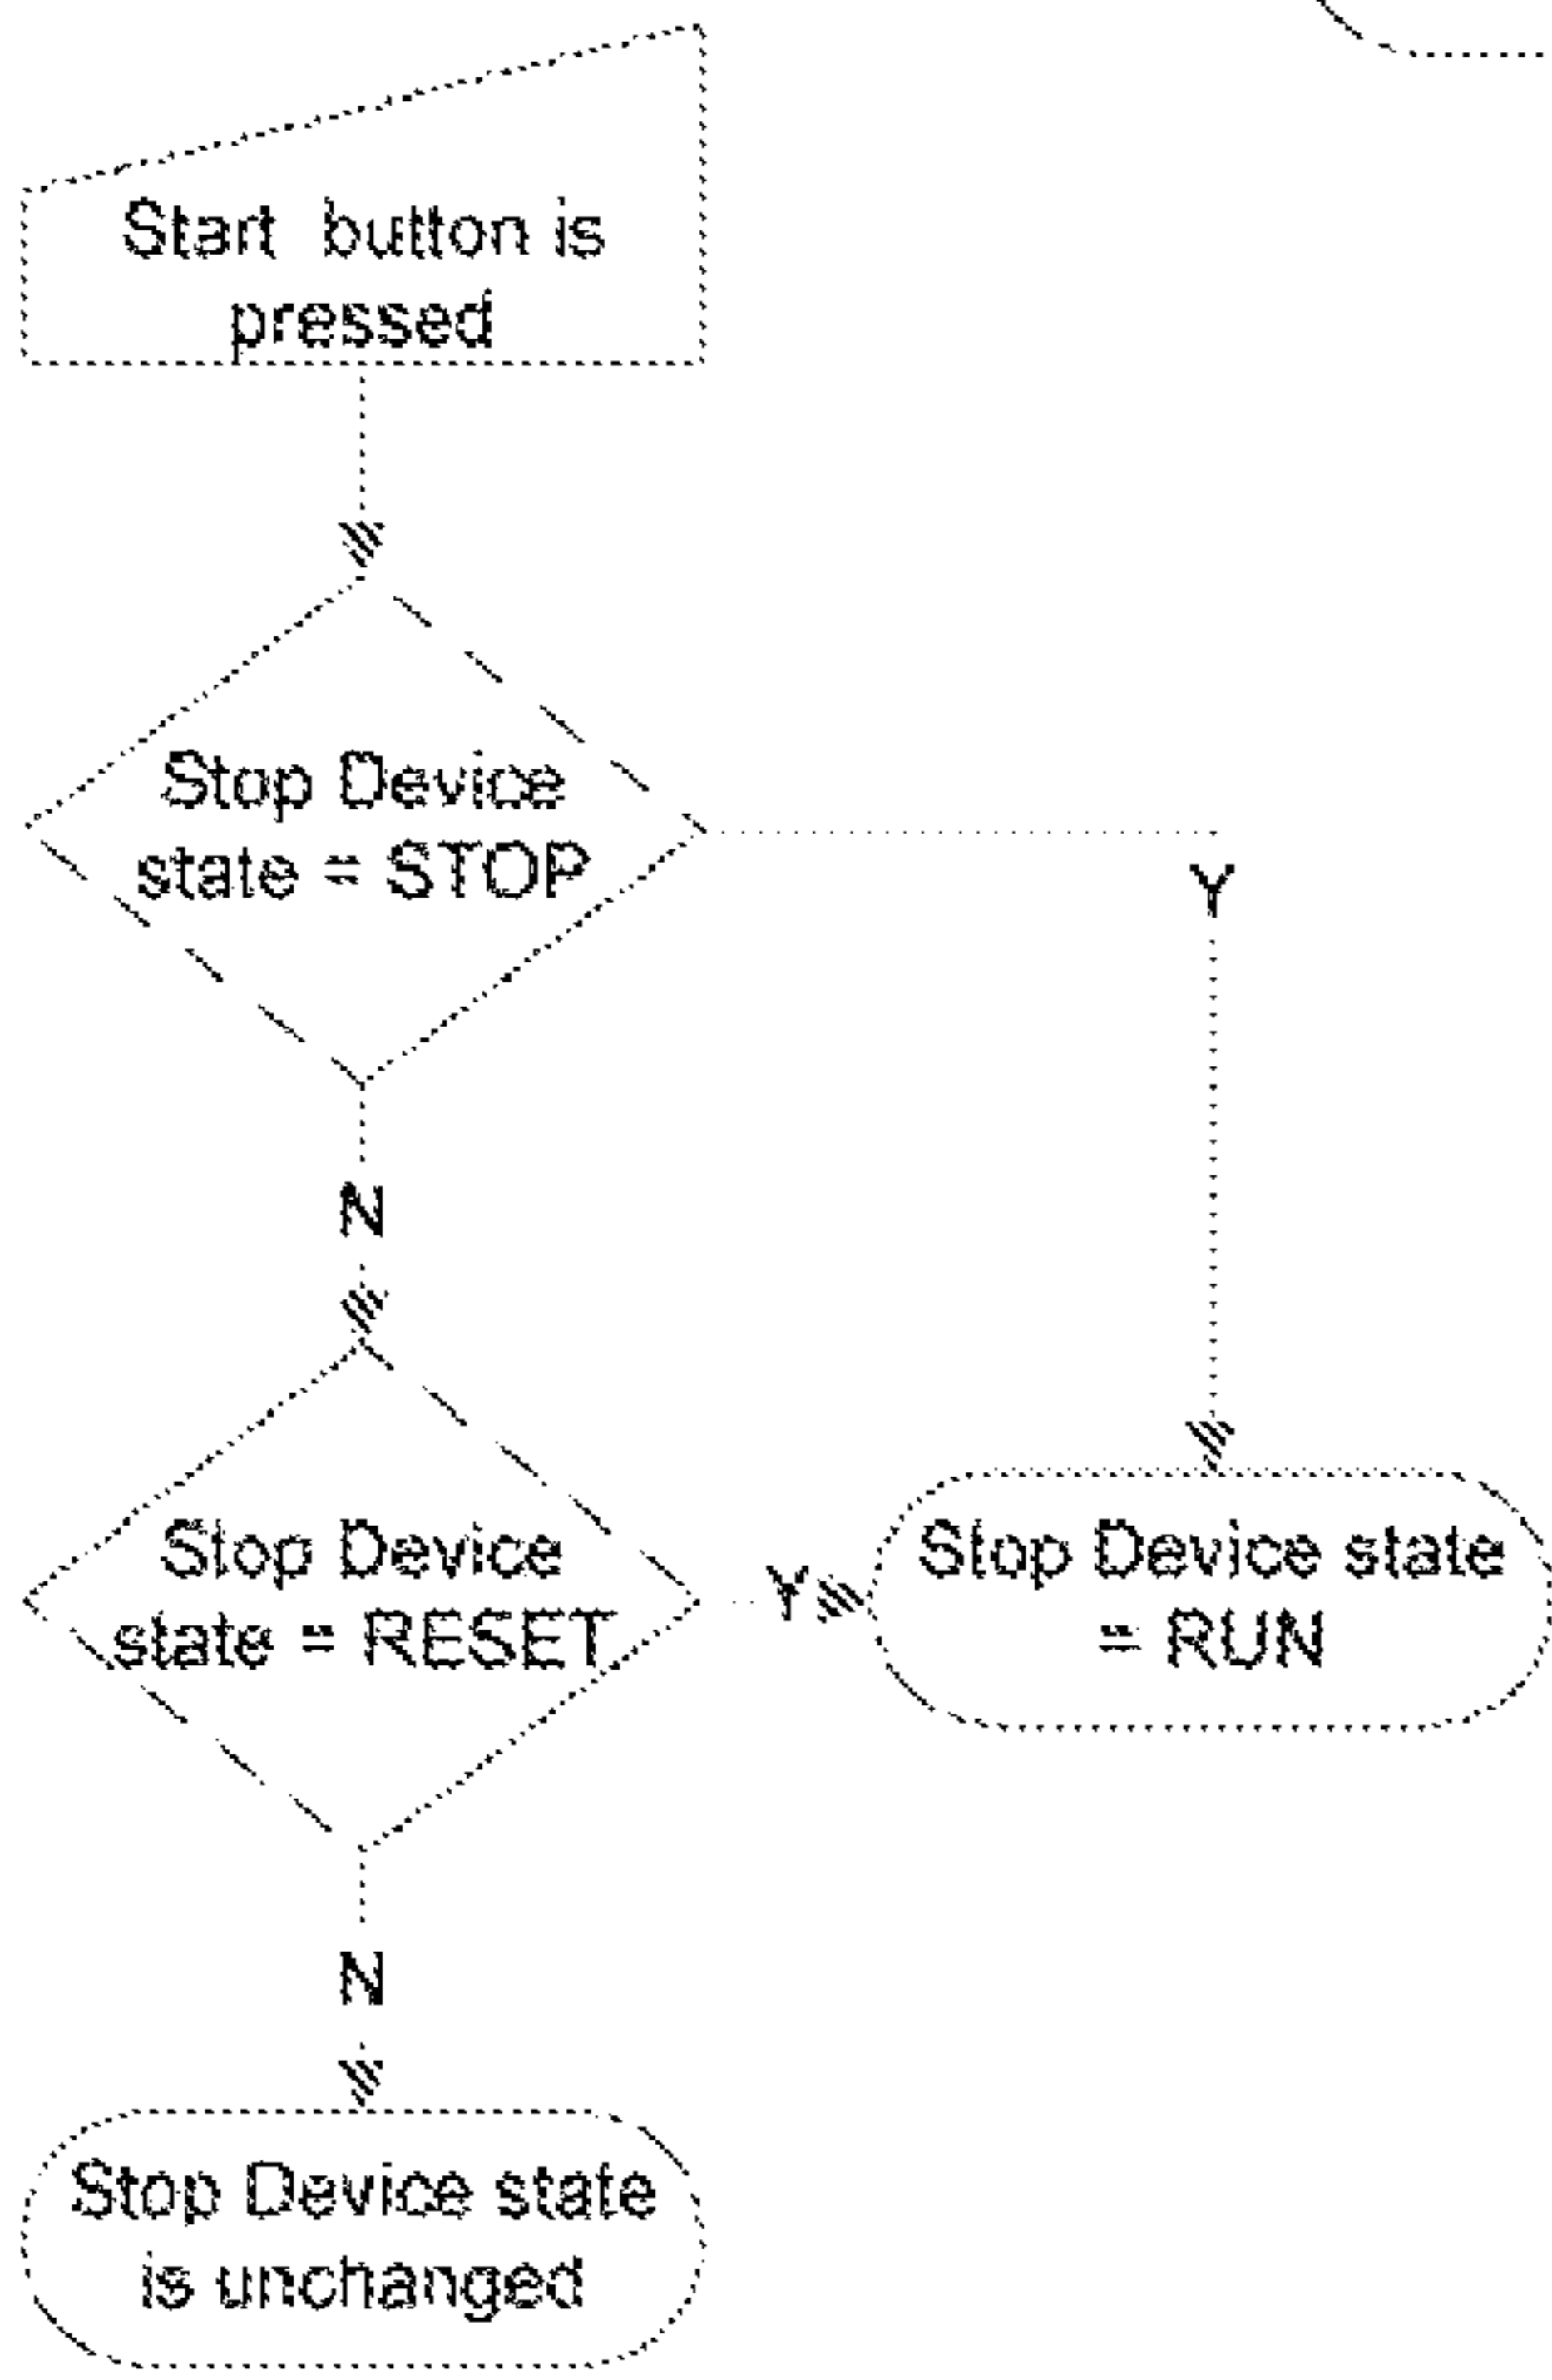 Start button is
pressed
Stop Device
state = STOP
Y
N
Stop Device
state = RESET
Y
Stop Device state
= RUN
N
Stop Device state
is unchanged